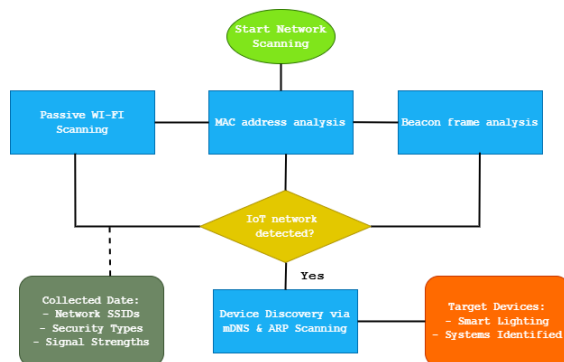 Start Network
Scanning
Passive WI-FI
Scanning
MAC address analysis
Beacon frame analysis
IoT network
detected?
Yes
Collected Date:
- Network SSIDs
- Security Types
- Signal Strengths
Device Discovery via
mDNS & ARP Scanning
Target Devices:
- Smart Lighting
- Systems Identified